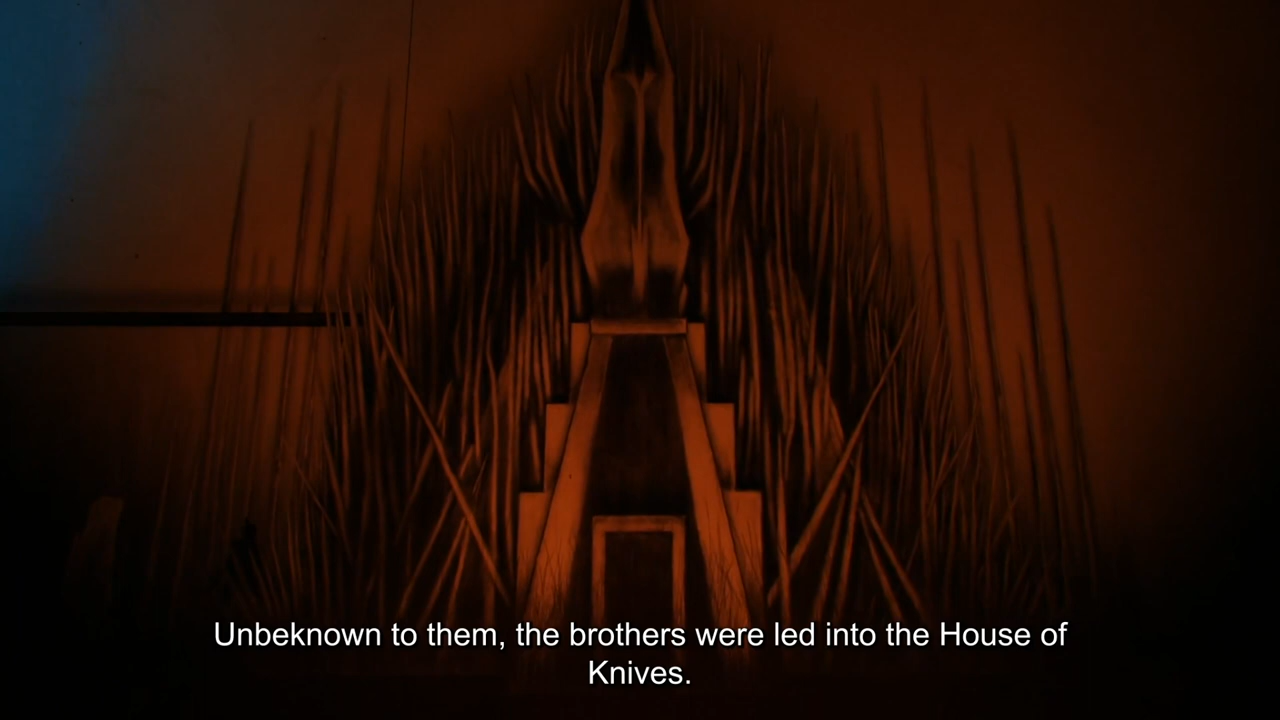 Unbeknown to them, the brothers were led into the House of
Knives.